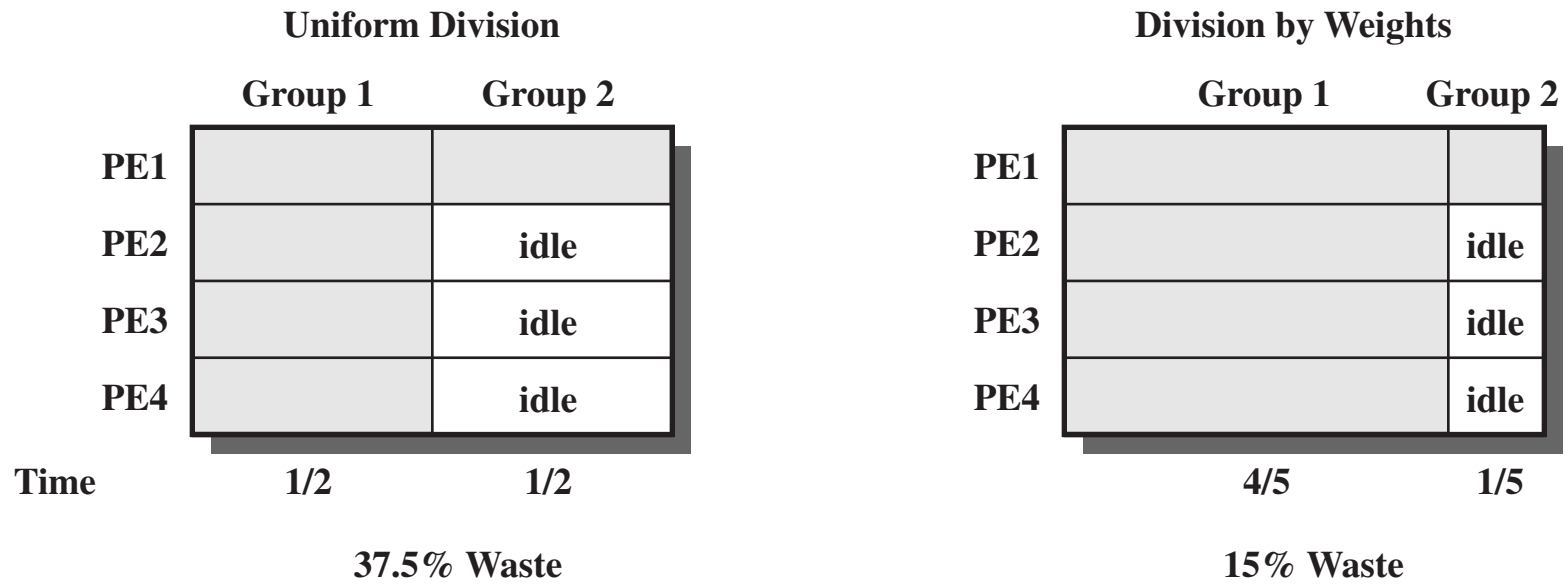 Uniform Division
Group 1 Group 2
PE1
PE2 idle
PE3 idle
PE4 idle
Time 1/2 1/2
37.5% Waste
Division by Weights
Group 1 Group 2
PE1
PE2 idle
PE3 idle
PE4 idle
4/5 1/5
15% Waste